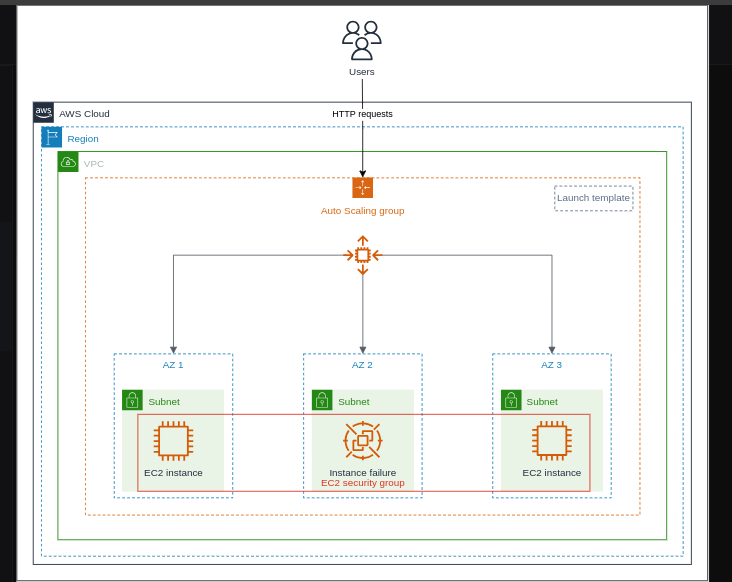 Users
aws
AWS Cloud
HTTP requests
Region
VPC
Launch template
Auto Scaling group
AZ 1
AZ 2
AZ 3
Subnet
Subnet
Subnet
EC2 instance
Instance failure
EC2 instance
EC2 security group